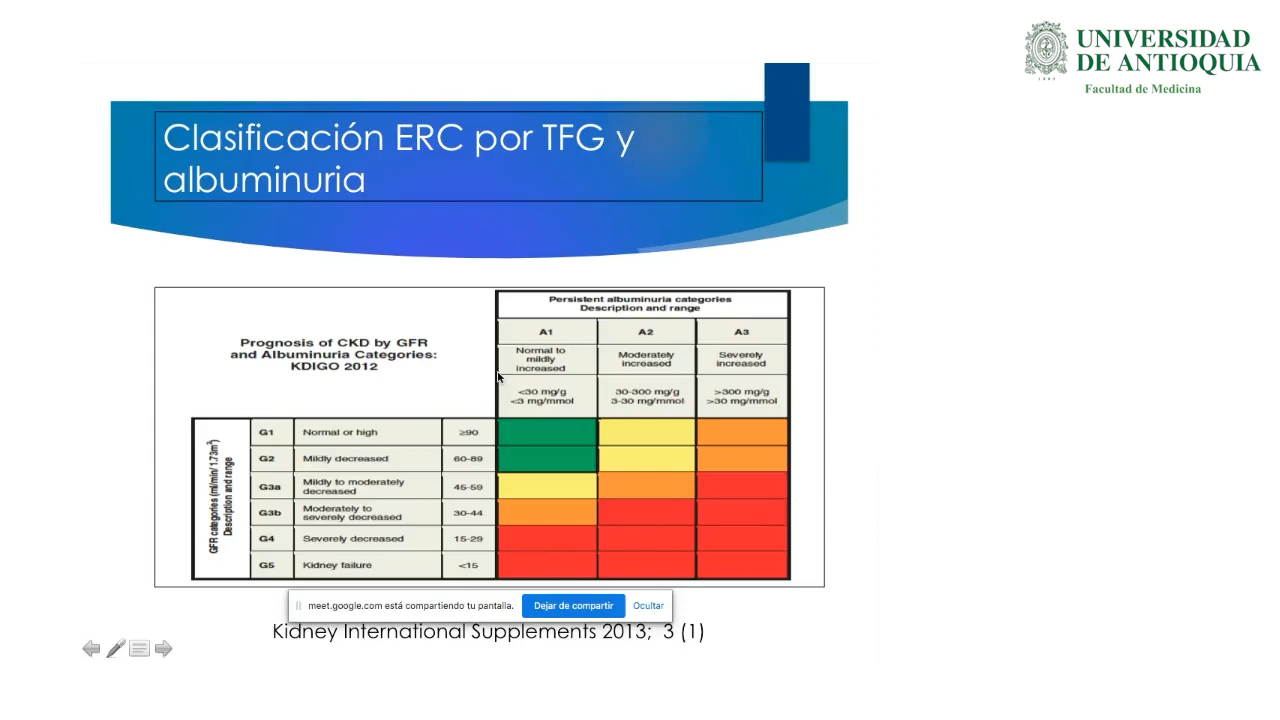 UNIVERSIDAD
DE ANTIOQUIA
1803
Facultad de Medicina
Clasificación ERC por TFG y
albuminuria
Prognosis of CKD by GFR
and Albuminuria Categories:
KDIGO 2012
Persistent albuminuria categories
Description and range
A1
A2
A3
Normal to
mildly
increased
Moderately
increased
Severely
increased
<30 mg/g
<3 mg/mmol
30-300 mg/g
3-30 mg/mmol
>300 mg/g
>30 mg/mmol
GFR categories (ml/min/ 1.73m²)
Description and range
G1 Normal or high ≥90
G2 Mildly decreased 60-89
G3a Mildly to moderately
decreased 45-59
G3b Moderately to
severely decreased 30-44
G4 Severely decreased 15-29
G5 Kidney failure <15
meet.google.com está compartiendo tu pantalla. Dejar de compartir Ocultar
Kidney International Supplements 2013; 3 (1)